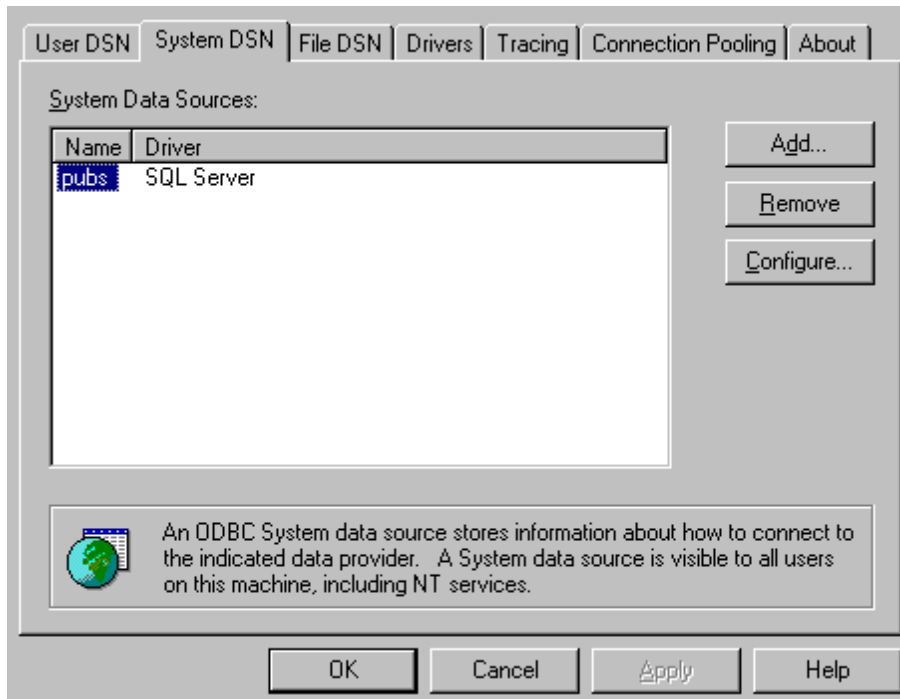 User DSN System DSN File DSN Drivers Tracing Connection Pooling About
System Data Sources:
Name Driver
pubs SQL Server
Add...
Remove
Configure...
An ODBC System data source stores information about how to connect to
the indicated data provider. A System data source is visible to all users
on this machine, including NT services.
OK Cancel Apply Help